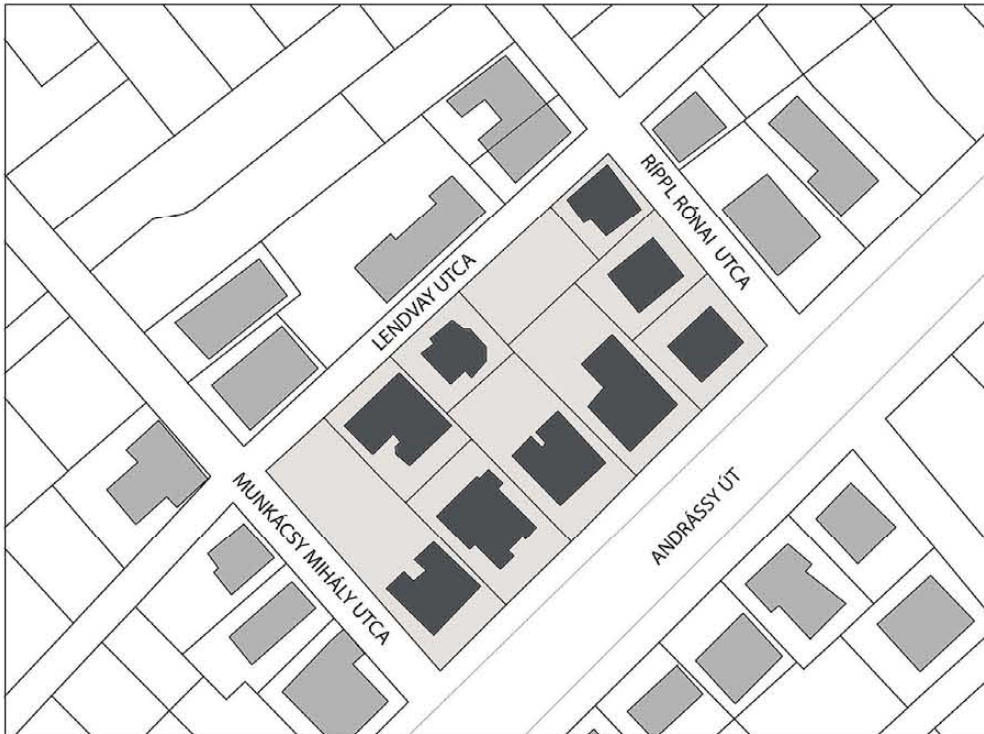 RÍPPL RÓNAI UTCA
LENDVAY UTCA
MUNKÁCSY MIHÁLY UTCA
ANDRÁSSY ÚT